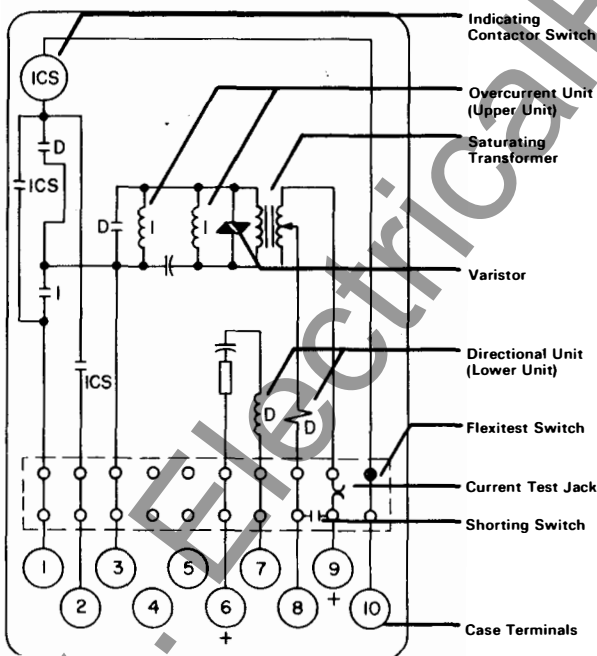 Indicating
Contactor Switch
ICS
Overcurrent Unit
(Upper Unit)
D
Saturating
Transformer
ICS
D
I
I
I
Varistor
Directional Unit
(Lower Unit)
ICS
D
D
Flexitest Switch
Current Test Jack
Shorting Switch
1
3
5
7
9
+
2
4
6
+
8
10
Case Terminals
. Electrical